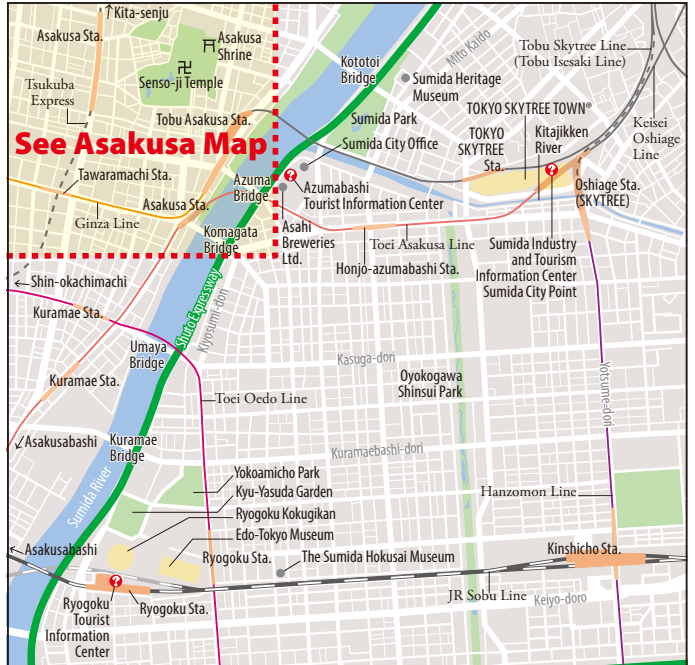 ↑Kita-senju
Asakusa Sta.
Asakusa
Shrine
Senso-ji Temple
Tsukuba
Express
Tobu Asakusa Sta.
See Asakusa Map
Tawaramachi Sta.
Asakusa Sta.
Ginza Line
Azuma
Bridge
Komagata
Bridge
Kototoi
Bridge
Mito Kaido
Sumida Heritage
Museum
Sumida Park
Sumida City Office
?
Azumabashi
Tourist Information Center
Asahi
Breweries
Ltd.
Tobu Skytree Line
(Tobu Isesaki Line)
TOKYO SKYTREE TOWN®
TOKYO
SKYTREE
Sta.
Kitajikken
River
Keisei
Oshiage
Line
?
Oshiage Sta.
(SKYTREE)
Toei Asakusa Line
Honjo-azumabashi Sta.
Sumida Industry
and Tourism
Information Center
Sumida City Point
←Shin-okachimachi
Kuramae Sta.
Shuto Expressway
Kiyosumi-dori
Umaya
Bridge
Kasuga-dori
Kuramae Sta.
Oyokogawa
Shinsui Park
Yotsume-dori
Toei Oedo Line
↙Asakusabashi
Kuramae
Bridge
Kuramaebashi-dori
Sumida River
Yokoamicho Park
Kyu-Yasuda Garden
Ryogoku Kokugikan
Edo-Tokyo Museum
Hanzomon Line
←Asakusabashi
Ryogoku Sta.
The Sumida Hokusai Museum
Kinshicho Sta.
?
Ryogoku
Tourist
Information
Center
Ryogoku Sta.
JR Sobu Line
Keiyo-doro